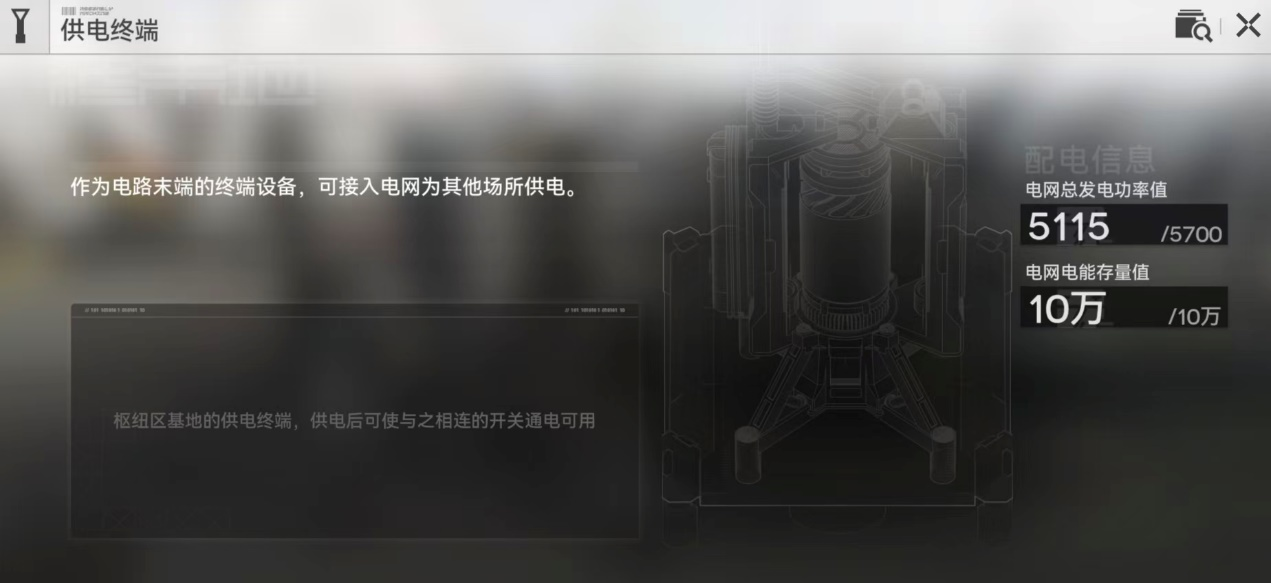 供电终端
作为电路末端的终端设备，可接入电网为其他场所供电。
配电信息
电网总发电功率值
5115 /5700
电网电能存量值
10万 /10万
枢纽区基地的供电终端，供电后可使与之相连的开关通电可用